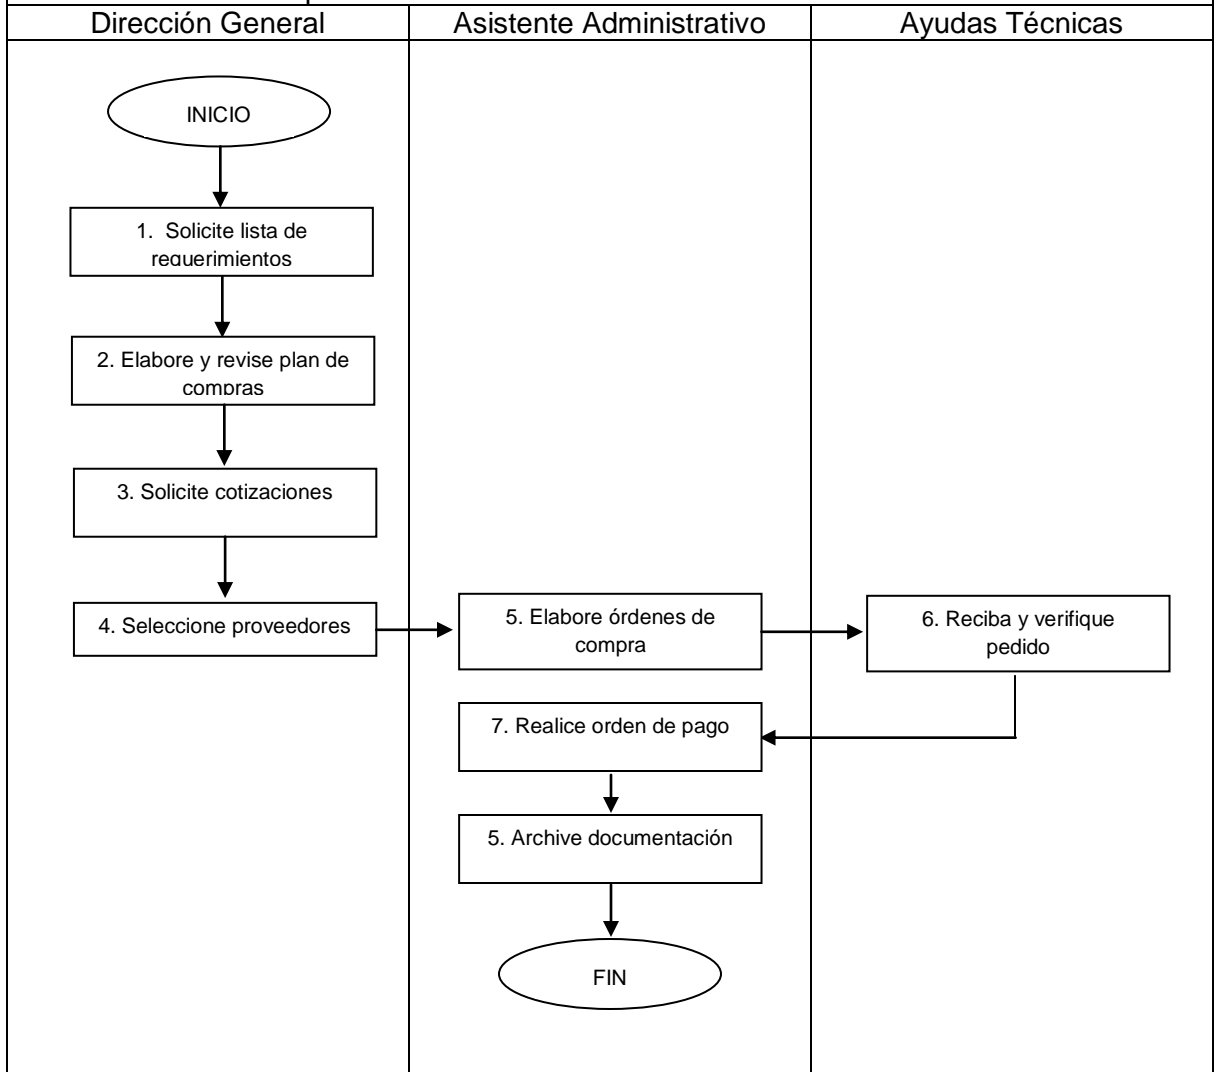 Dirección General
Asistente Administrativo
Ayudas Técnicas
INICIO
1. Solicite lista de
requerimientos
2. Elabore y revise plan de
compras
3. Solicite cotizaciones
4. Seleccione proveedores
5. Elabore órdenes de
compra
6. Reciba y verifique
pedido
7. Realice orden de pago
5. Archive documentación
FIN